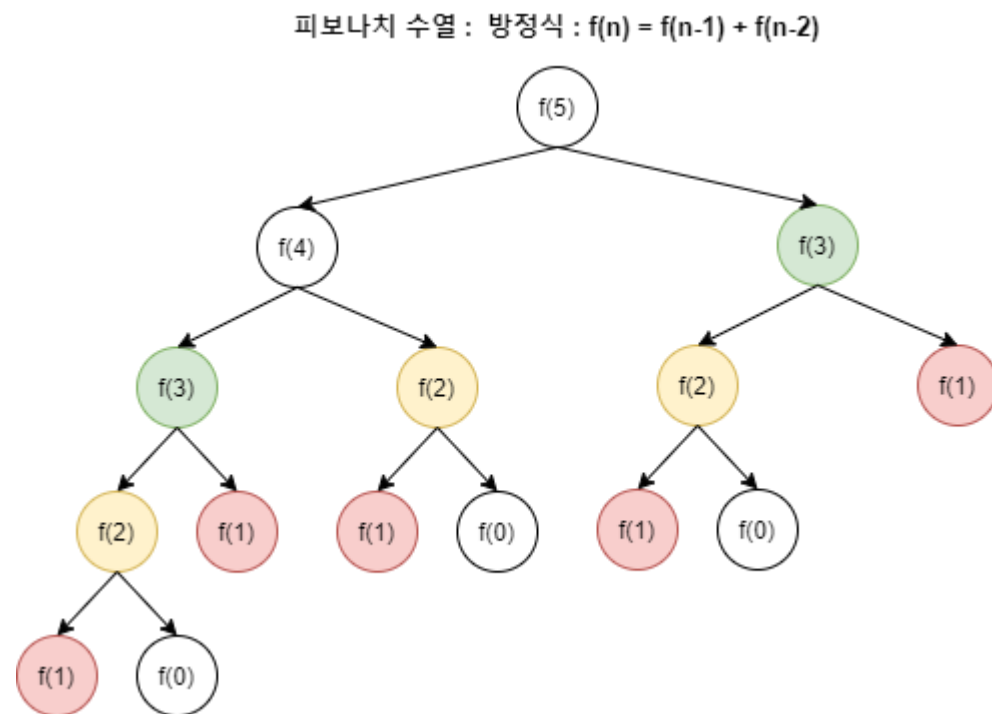 피보나치 수열 :  방정식 : f(n) = f(n-1) + f(n-2)
f(5)
f(4)
f(3)
f(3)
f(2)
f(2)
f(1)
f(2)
f(1)
f(1)
f(0)
f(1)
f(0)
f(1)
f(0)